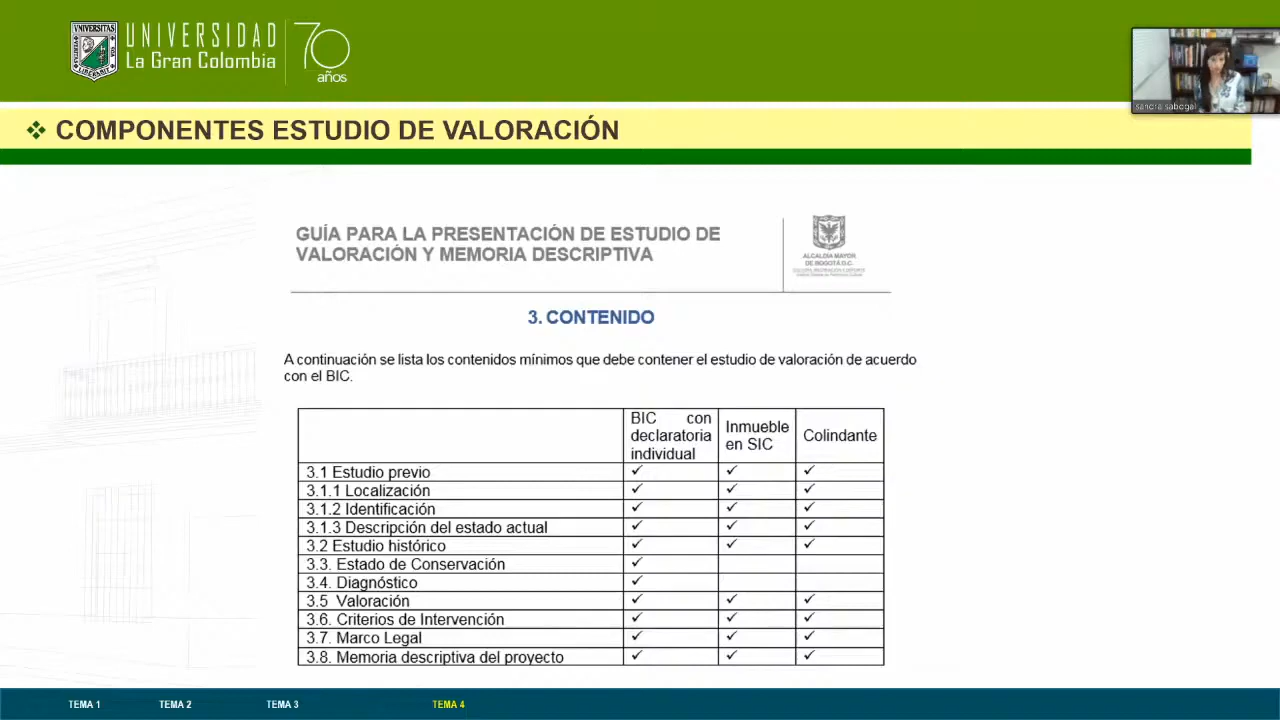 UNIVERSIDAD
La Gran Colombia
70
años
VNIVERSITAS
sandra sabogal
❖ COMPONENTES ESTUDIO DE VALORACIÓN
GUÍA PARA LA PRESENTACIÓN DE ESTUDIO DE
VALORACIÓN Y MEMORIA DESCRIPTIVA
ALCALDÍA MAYOR
DE BOGOTÁ D.C.
3. CONTENIDO
A continuación se lista los contenidos mínimos que debe contener el estudio de valoración de acuerdo
con el BIC.
BIC con declaratoria individual Inmueble en SIC Colindante
3.1 Estudio previo ✓ ✓ ✓
3.1.1 Localización ✓ ✓ ✓
3.1.2 Identificación ✓ ✓ ✓
3.1.3 Descripción del estado actual ✓ ✓ ✓
3.2 Estudio histórico ✓ ✓ ✓
3.3. Estado de Conservación ✓
3.4. Diagnóstico ✓
3.5 Valoración ✓ ✓ ✓
3.6. Criterios de Intervención ✓ ✓ ✓
3.7. Marco Legal ✓ ✓ ✓
3.8. Memoria descriptiva del proyecto ✓ ✓ ✓
TEMA 1 TEMA 2 TEMA 3 TEMA 4